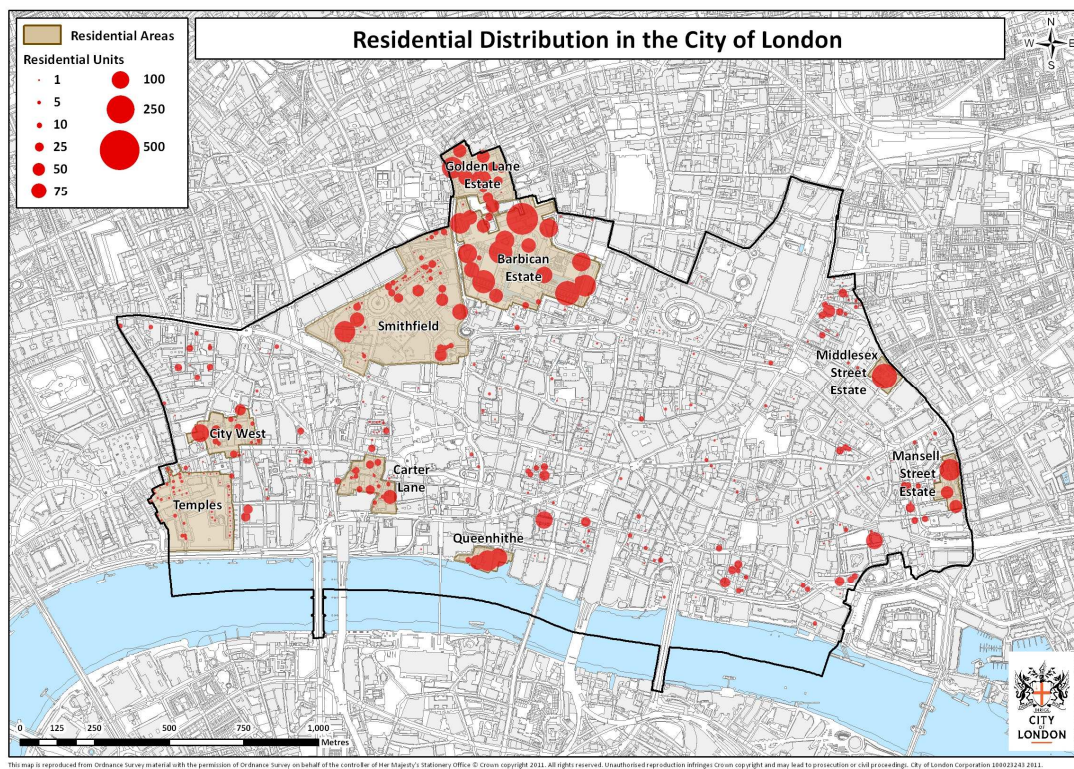 Residential Distribution in the City of London
N
W E
S
Residential Areas
Residential Units
1
5
10
25
50
75
100
250
500
Golden Lane
Estate
Barbican
Estate
Smithfield
Middlesex
Street
Estate
City West
Carter
Lane
Mansell
Street
Estate
Temples
Queenhithe
0 125 250 500 750 1,000
Metres
CITY
OF
LONDON
This map is reproduced from Ordnance Survey material with the permission of Ordnance Survey on behalf of the controller of Her Majesty's Stationery Office © Crown copyright 2011. All rights reserved. Unauthorised reproduction infringes Crown copyright and may lead to prosecution or civil proceedings. City of London Corporation 100023243 2011.